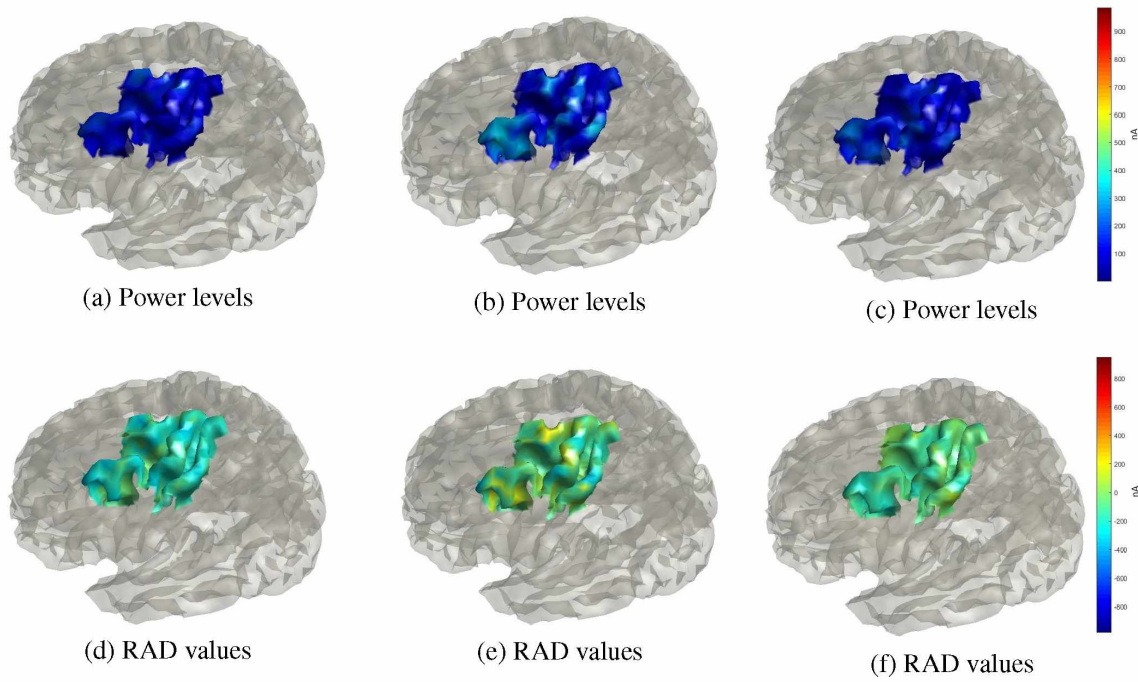 900
800
700
600
500
400
300
200
100
nA
(a) Power levels
(b) Power levels
(c) Power levels
800
600
400
200
0
-200
-400
-600
-800
nA
(d) RAD values
(e) RAD values
(f) RAD values